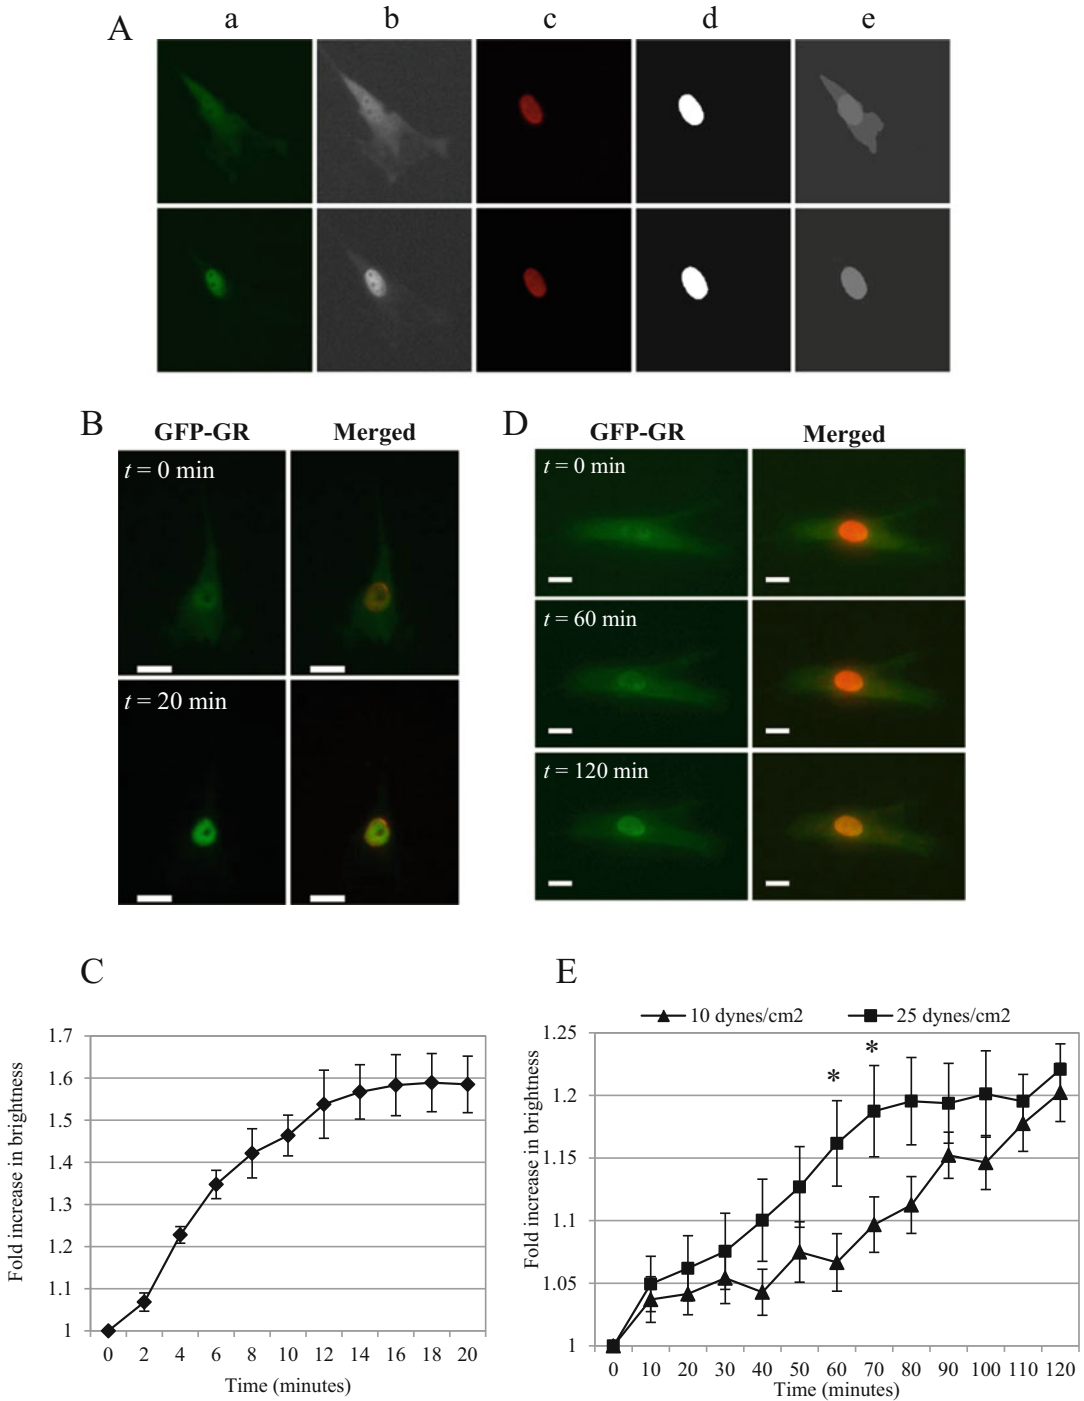 A a b c d e
B GFP-GR Merged
t = 0 min
t = 20 min
D GFP-GR Merged
t = 0 min
t = 60 min
t = 120 min
C
Fold increase in brightness
1.7
1.6
1.5
1.4
1.3
1.2
1.1
1
0 2 4 6 8 10 12 14 16 18 20
Time (minutes)
E
10 dynes/cm2 25 dynes/cm2
Fold increase in brightness
1.25
1.2
1.15
1.1
1.05
1
* *
0 10 20 30 40 50 60 70 80 90 100 110 120
Time (minutes)